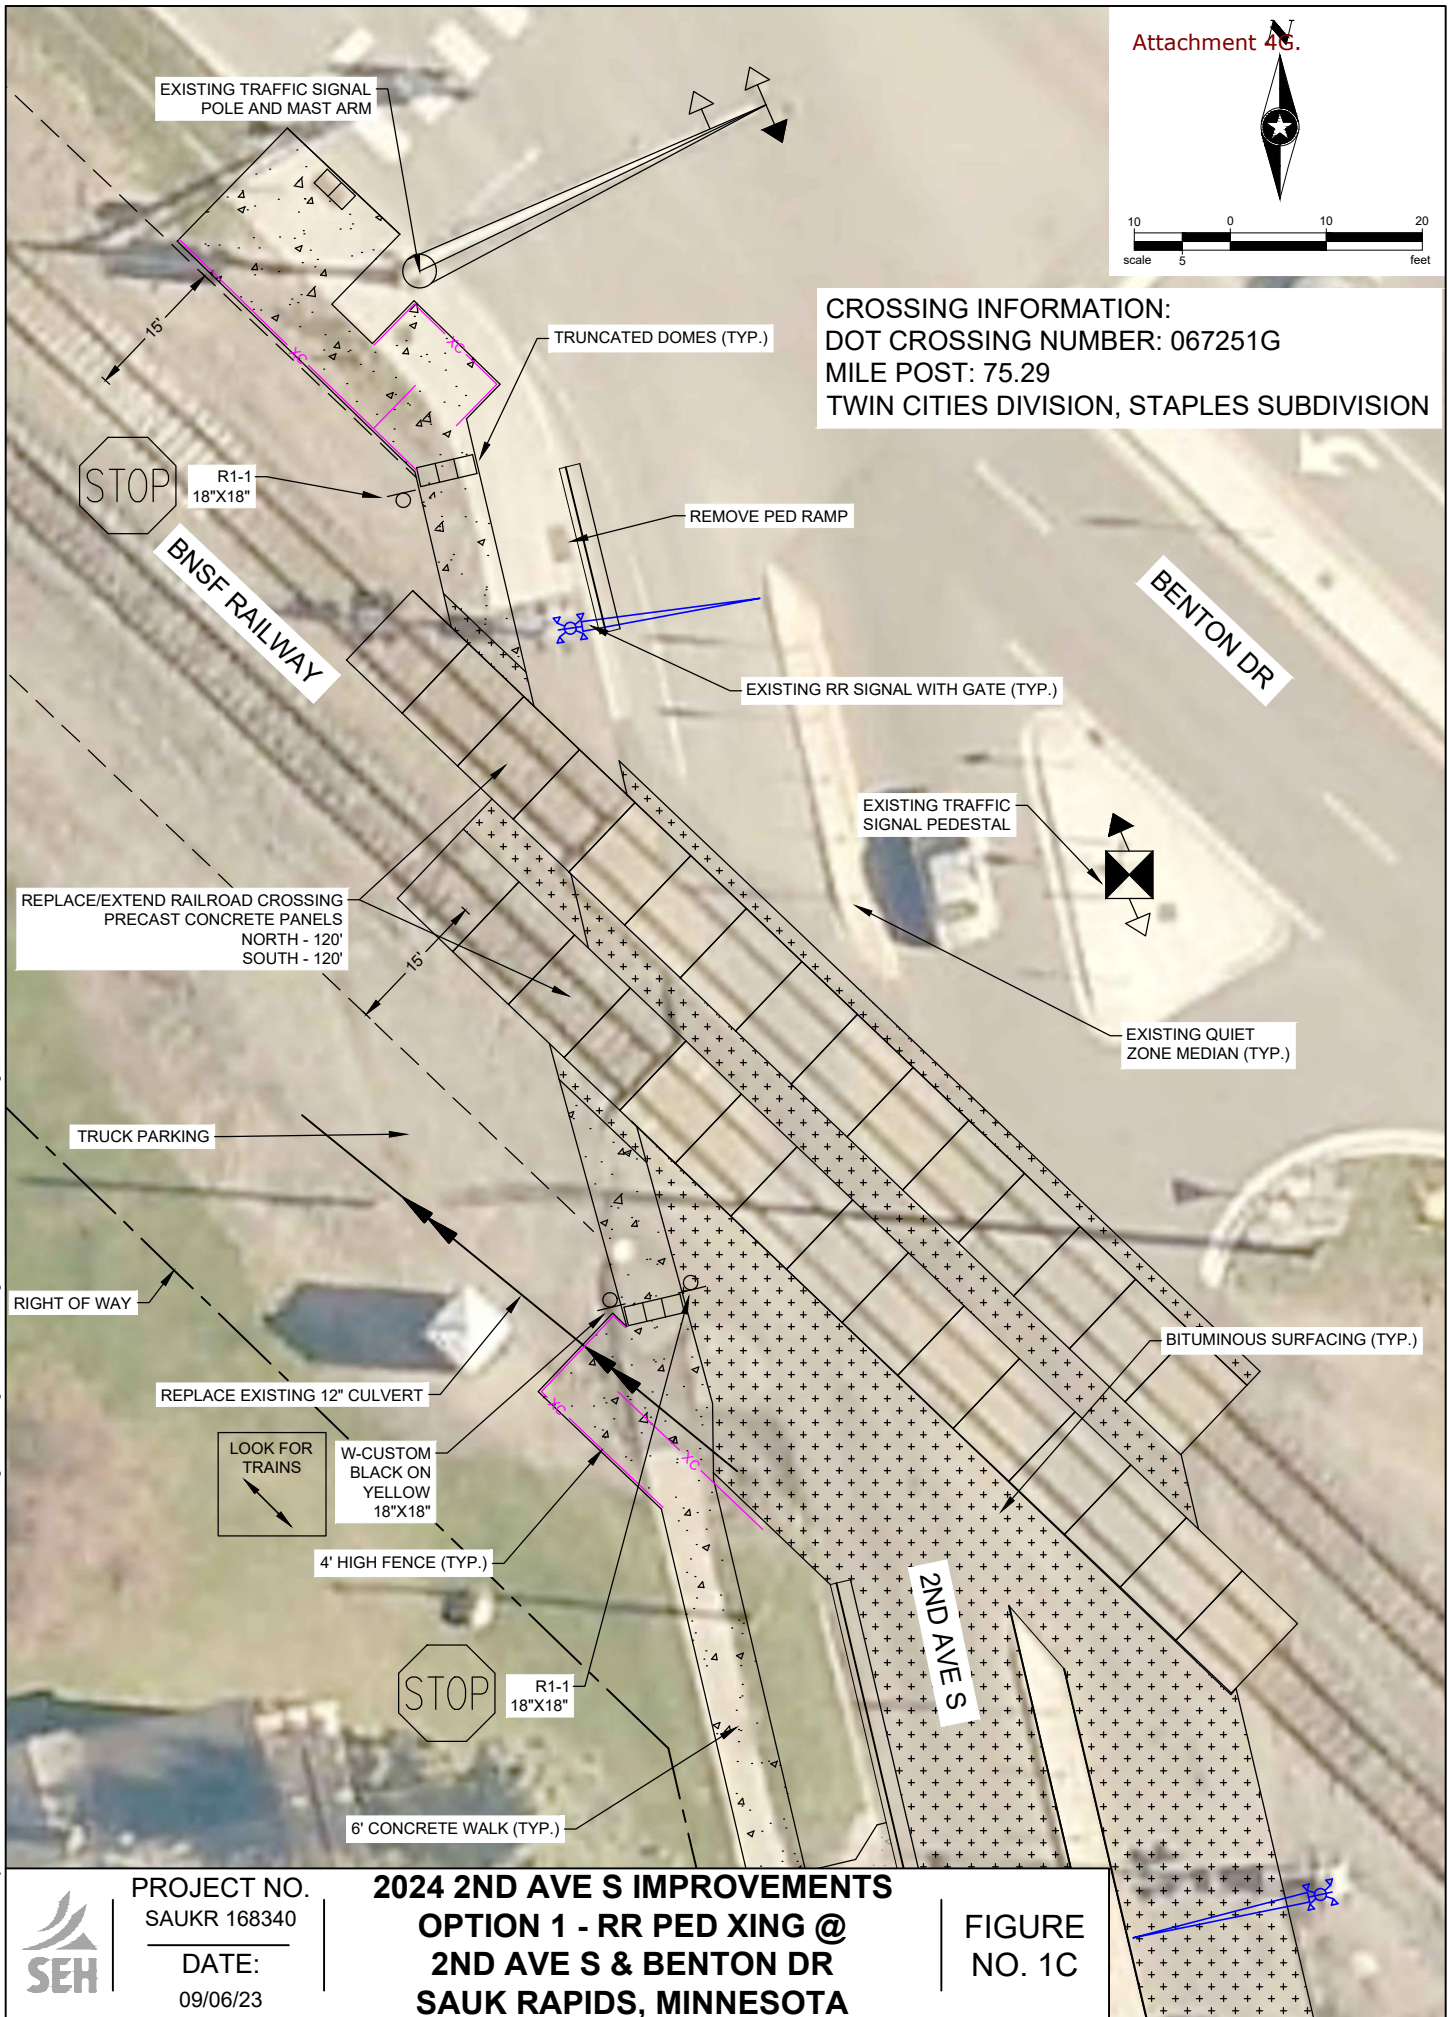 Attachment 4G.
N
10 0 10 20
scale 5 feet
EXISTING TRAFFIC SIGNAL
POLE AND MAST ARM
CROSSING INFORMATION:
DOT CROSSING NUMBER: 067251G
MILE POST: 75.29
TWIN CITIES DIVISION, STAPLES SUBDIVISION
15'
TRUNCATED DOMES (TYP.)
XC
XC
STOP
R1-1
18"X18"
REMOVE PED RAMP
BNSF RAILWAY
BENTON DR
EXISTING RR SIGNAL WITH GATE (TYP.)
EXISTING TRAFFIC
SIGNAL PEDESTAL
REPLACE/EXTEND RAILROAD CROSSING
PRECAST CONCRETE PANELS
NORTH - 120'
SOUTH - 120'
15'
EXISTING QUIET
ZONE MEDIAN (TYP.)
TRUCK PARKING
RIGHT OF WAY
BITUMINOUS SURFACING (TYP.)
REPLACE EXISTING 12" CULVERT
XC
XC
LOOK FOR
TRAINS
W-CUSTOM
BLACK ON
YELLOW
18"X18"
4' HIGH FENCE (TYP.)
2ND AVE S
STOP
R1-1
18"X18"
6' CONCRETE WALK (TYP.)
SEH
PROJECT NO.
SAUKR 168340
DATE:
09/06/23
2024 2ND AVE S IMPROVEMENTS
OPTION 1 - RR PED XING @
2ND AVE S & BENTON DR
SAUK RAPIDS, MINNESOTA
FIGURE
NO. 1C